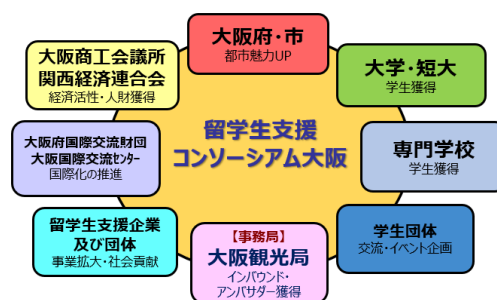 大阪府・市
都市魅力UP
大阪商工会議所
関西経済連合会
経済活性・人財獲得
大学・短大
学生獲得
留学生支援
コンソーシアム大阪
大阪府国際交流財団
大阪国際交流ｾﾝﾀｰ
国際化の推進
専門学校
学生獲得
留学生支援企業
及び団体
事業拡大・社会貢献
【事務局】
大阪観光局
インバウンド・
アンバサダー獲得
学生団体
交流・イベント企画